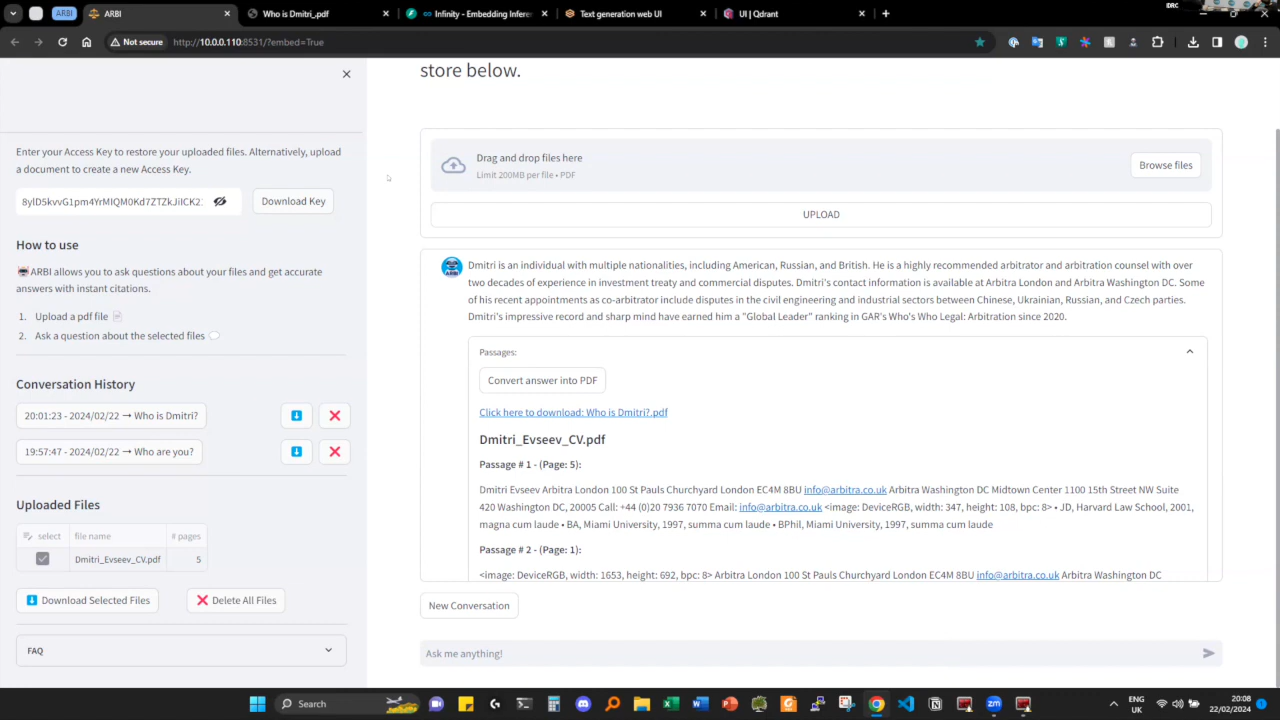 ARBI
ARBI
Who is Dmitri_.pdf
Infinity - Embedding Infere
Text generation web UI
UI | Qdrant
IDRC
Not secure
http://10.0.0.110:8531/?embed=True
store below.
Enter your Access Key to restore your uploaded files. Alternatively, upload
a document to create a new Access Key.
Download Key
How to use
ARBI allows you to ask questions about your files and get accurate
answers with instant citations.
1. Upload a pdf file
2. Ask a question about the selected files
Conversation History
20:01:23 - 2024/02/22 → Who is Dmitri?
19:57:47 - 2024/02/22 → Who are you?
Uploaded Files
select file name # pages
Dmitri_Evseev_CV.pdf 5
Download Selected Files
Delete All Files
FAQ
Drag and drop files here
Limit 200MB per file • PDF
Browse files
UPLOAD
ARBI
Dmitri is an individual with multiple nationalities, including American, Russian, and British. He is a highly recommended arbitrator and arbitration counsel with over
two decades of experience in investment treaty and commercial disputes. Dmitri's contact information is available at Arbitra London and Arbitra Washington DC. Some
of his recent appointments as co-arbitrator include disputes in the civil engineering and industrial sectors between Chinese, Ukrainian, Russian, and Czech parties.
Dmitri's impressive record and sharp mind have earned him a "Global Leader" ranking in GAR's Who's Who Legal: Arbitration since 2020.
Passages:
Convert answer into PDF
Click here to download: Who is Dmitri?.pdf
Dmitri_Evseev_CV.pdf
Passage # 1 - (Page: 5):
Dmitri Evseev Arbitra London 100 St Pauls Churchyard London EC4M 8BU info@arbitra.co.uk Arbitra Washington DC Midtown Center 1100 15th Street NW Suite
420 Washington DC, 20005 Call: +44 (0)20 7936 7070 Email: info@arbitra.co.uk <image: DeviceRGB, width: 347, height: 108, bpc: 8> • JD, Harvard Law School, 2001,
magna cum laude • BA, Miami University, 1997, summa cum laude • BPhil, Miami University, 1997, summa cum laude
Passage # 2 - (Page: 1):
<image: DeviceRGB, width: 1653, height: 692, bpc: 8> Arbitra London 100 St Pauls Churchyard London EC4M 8BU info@arbitra.co.uk Arbitra Washington DC
New Conversation
Ask me anything!
Search
ENG
UK
20:08
22/02/2024